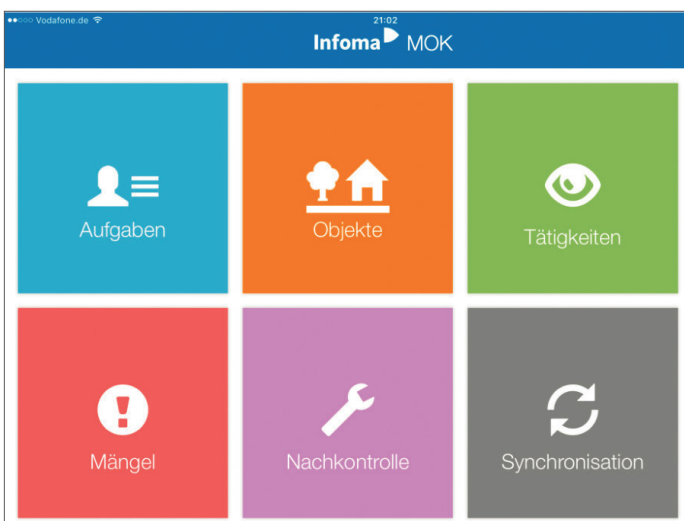 Vodafone.de
21:02
Infoma MOK
Aufgaben
Objekte
Tätigkeiten
Mängel
Nachkontrolle
Synchronisation